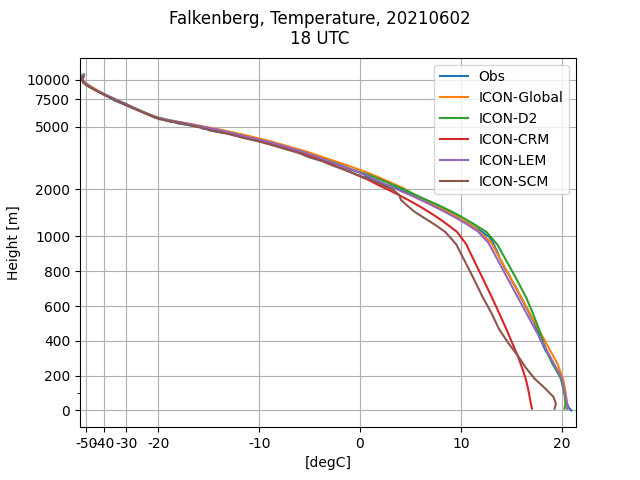 Falkenberg, Temperature, 20210602
18 UTC
Obs
ICON-Global
ICON-D2
ICON-CRM
ICON-LEM
ICON-SCM
Height [m]
10000
7500
5000
2000
1000
800
600
400
200
0
-50 -40 -30 -20 -10 0 10 20
[degC]